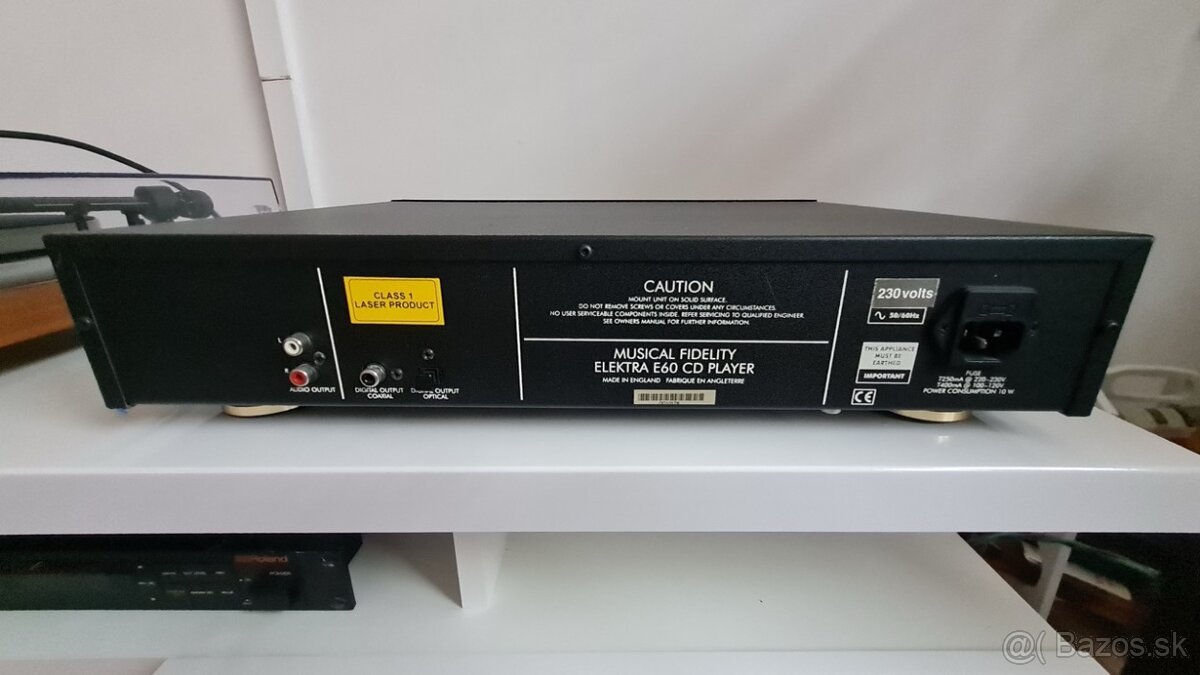 CLASS 1
LASER PRODUCT
L
R
AUDIO OUTPUT
DIGITAL OUTPUT
COAXIAL
OUTPUT
OPTICAL
CAUTION
MOUNT UNIT ON SOLID SURFACE.
DO NOT REMOVE SCREWS OR COVERS UNDER ANY CIRCUMSTANCES.
NO USER SERVICEABLE COMPONENTS INSIDE. REFER SERVICING TO QUALIFIED ENGINEER.
SEE OWNERS MANUAL FOR FURTHER INFORMATION.
MUSICAL FIDELITY
ELEKTRA E60 CD PLAYER
MADE IN ENGLAND FABRIQUE EN ANGLETERRE
230 volts
50/60Hz
THIS APPLIANCE
MUST BE
EARTHED
IMPORTANT
CE
FUSE
T250mA @ 220-230V
T400mA @ 100-120V
POWER CONSUMPTION 10 W
Roland
POWER
@( Bazos.sk